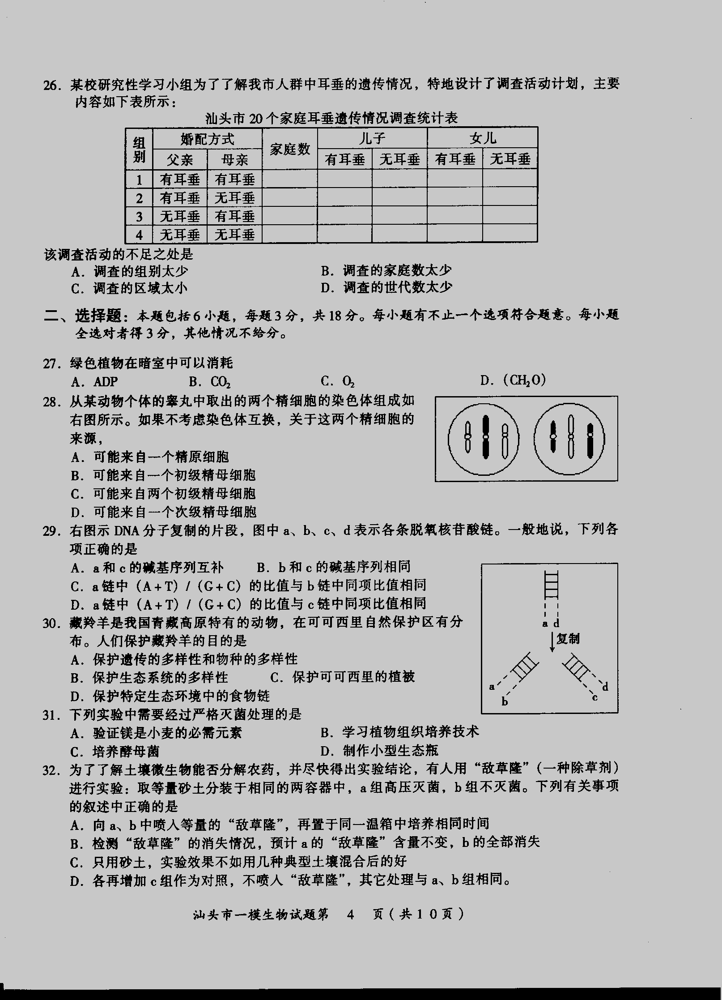 26．某校研究性学习小组为了了解我市人群中耳垂的遗传情况，特地设计了调查活动计划，主要
内容如下表所示：
汕头市20个家庭耳垂遗传情况调查统计表
组别 婚配方式 家庭数 儿子 女儿
父亲 母亲 有耳垂 无耳垂 有耳垂 无耳垂
1 有耳垂 有耳垂
2 有耳垂 无耳垂
3 无耳垂 有耳垂
4 无耳垂 无耳垂
该调查活动的不足之处是
A．调查的组别太少 B．调查的家庭数太少
C．调查的区域太小 D．调查的世代数太少
二、选择题：本题包括6小题，每题3分，共18分。每小题有不止一个选项符合题意。每小题
全选对者得3分，其他情况不给分。
27．绿色植物在暗室中可以消耗
A．ADP B．CO₂ C．O₂ D．（CH₂O）
28．从某动物个体的睾丸中取出的两个精细胞的染色体组成如
右图所示。如果不考虑染色体互换，关于这两个精细胞的
来源，
A．可能来自一个精原细胞
B．可能来自一个初级精母细胞
C．可能来自两个初级精母细胞
D．可能来自一个次级精母细胞
29．右图示DNA分子复制的片段，图中a、b、c、d表示各条脱氧核苷酸链。一般地说，下列各
项正确的是
A．a和c的碱基序列互补 B．b和c的碱基序列相同
C．a链中（A+T）/（G+C）的比值与b链中同项比值相同
D．a链中（A+T）/（G+C）的比值与c链中同项比值相同
a d
复制
a b c d
30．藏羚羊是我国青藏高原特有的动物，在可可西里自然保护区有分
布。人们保护藏羚羊的目的是
A．保护遗传的多样性和物种的多样性
B．保护生态系统的多样性 C．保护可可西里的植被
D．保护特定生态环境中的食物链
31．下列实验中需要经过严格灭菌处理的是
A．验证镁是小麦的必需元素 B．学习植物组织培养技术
C．培养酵母菌 D．制作小型生态瓶
32．为了了解土壤微生物能否分解农药，并尽快得出实验结论，有人用“敌草隆”（一种除草剂）
进行实验：取等量砂土分装于相同的两容器中，a组高压灭菌，b组不灭菌。下列有关事项
的叙述中正确的是
A．向a、b中喷入等量的“敌草隆”，再置于同一温箱中培养相同时间
B．检测“敌草隆”的消失情况，预计a的“敌草隆”含量不变，b的全部消失
C．只用砂土，实验效果不如用几种典型土壤混合后的好
D．各再增加c组作为对照，不喷入“敌草隆”，其它处理与a、b组相同。
汕头市一模生物试题第 4 页（共10页）